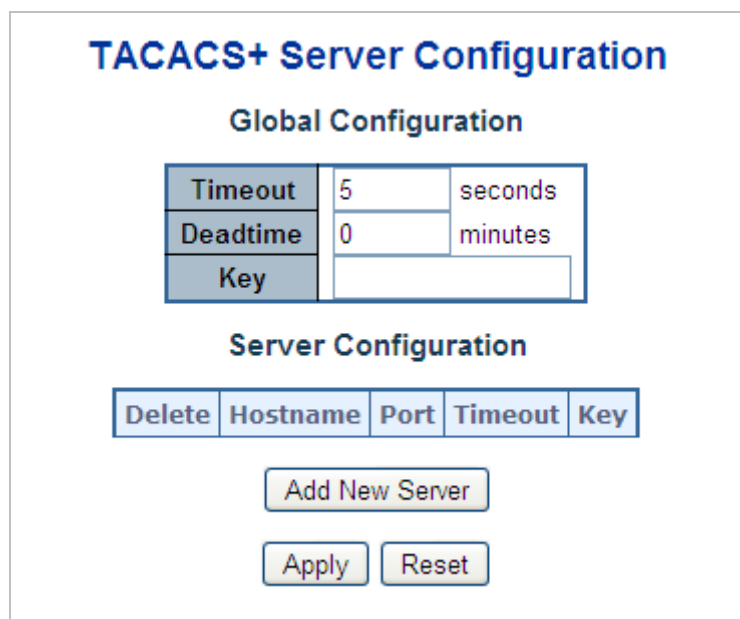 TACACS+ Server Configuration
Global Configuration
Timeout 5 seconds
Deadtime 0 minutes
Key
Server Configuration
Delete Hostname Port Timeout Key
Add New Server
Apply Reset